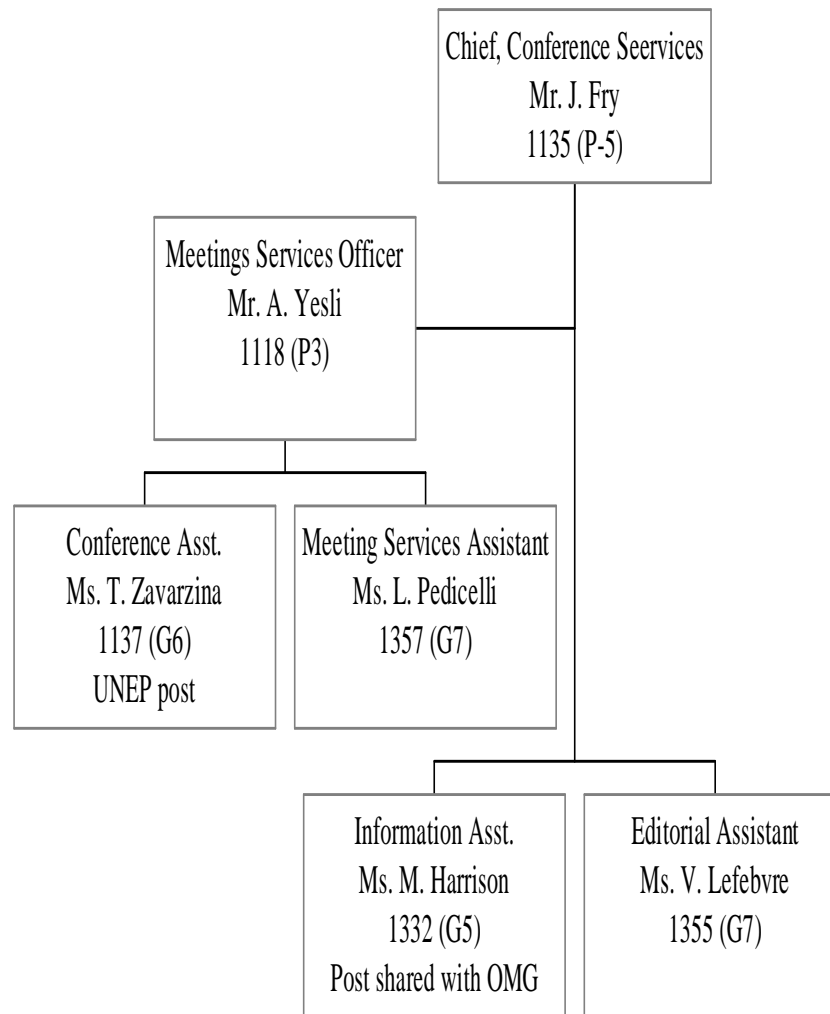 Chief, Conference Seervices
Mr. J. Fry
1135 (P-5)
Meetings Services Officer
Mr. A. Yesli
1118 (P3)
Conference Asst.
Ms. T. Zavarzina
1137 (G6)
UNEP post
Meeting Services Assistant
Ms. L. Pedicelli
1357 (G7)
Information Asst.
Ms. M. Harrison
1332 (G5)
Post shared with OMG
Editorial Assistant
Ms. V. Lefebvre
1355 (G7)